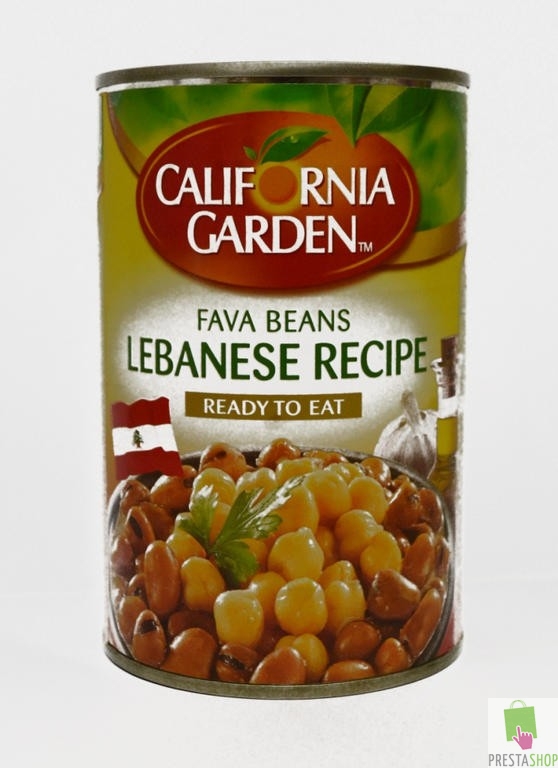 CALIFORNIA
GARDEN™
FAVA BEANS
LEBANESE RECIPE
READY TO EAT
PRESTASHOP